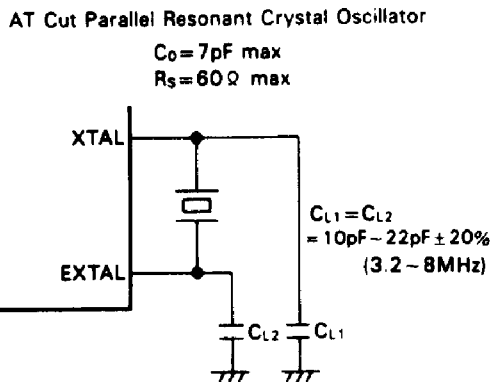 AT Cut Parallel Resonant Crystal Oscillator
C₀=7pF max
Rs=60Ω max
XTAL
CL1=CL2
=10pF~22pF±20%
(3.2~8MHz)
EXTAL
CL2
CL1